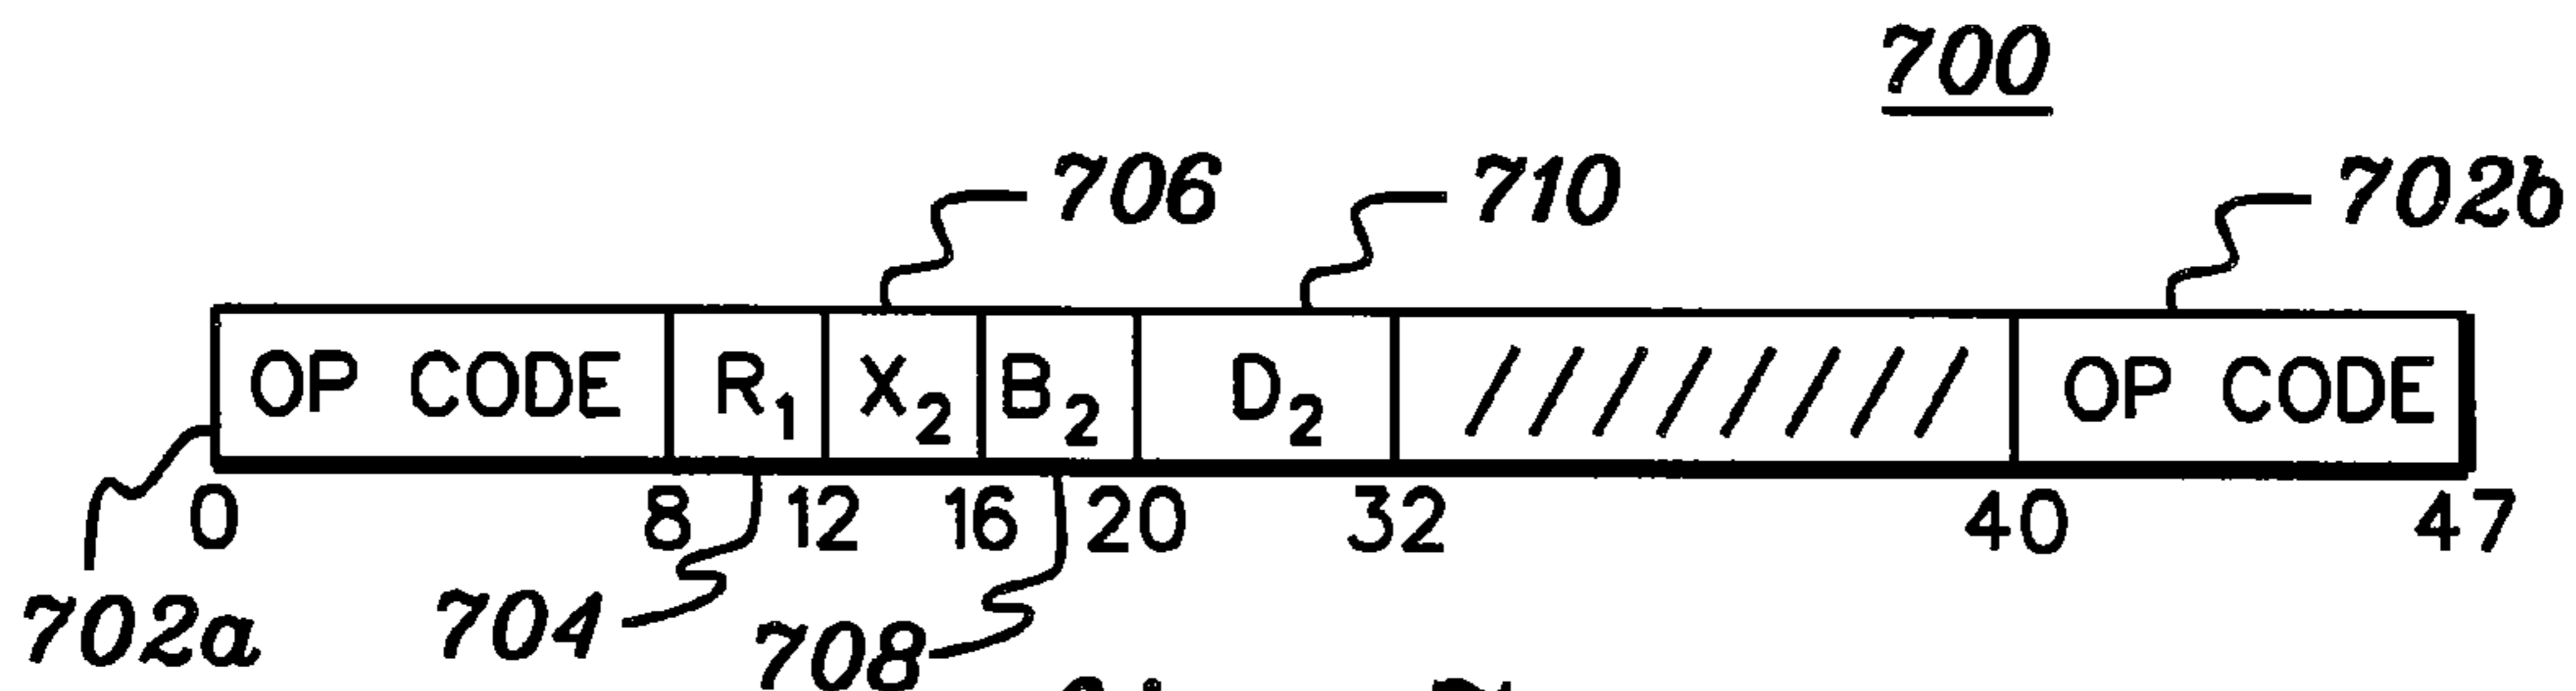 700
706 710 702b
OP CODE R1 X2 B2 D2 / / / / / / / / OP CODE
0 8 12 16 20 32 40 47
702a 704 708